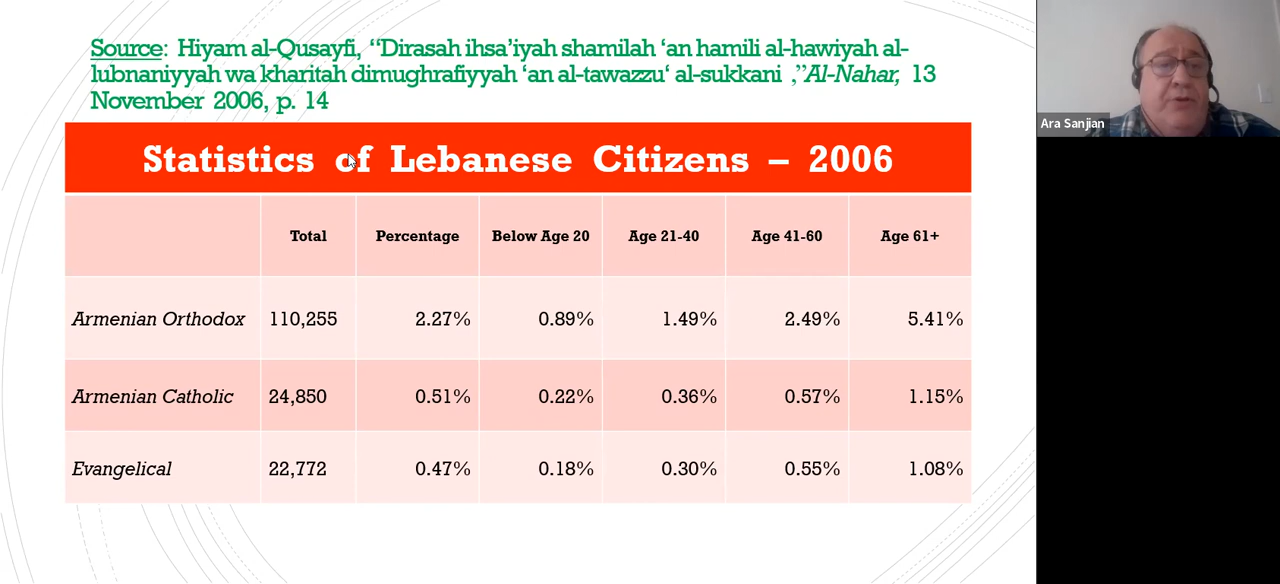 Source: Hiyam al-Qusayfi, “Dirasah ihsa’iyah shamilah ‘an hamili al-hawiyah al-
lubnaniyyah wa kharitah dimughrafiyyah ‘an al-tawazzu‘ al-sukkani ,” Al-Nahar, 13
November 2006, p. 14
Statistics of Lebanese Citizens – 2006
Total Percentage Below Age 20 Age 21-40 Age 41-60 Age 61+
Armenian Orthodox 110,255 2.27% 0.89% 1.49% 2.49% 5.41%
Armenian Catholic 24,850 0.51% 0.22% 0.36% 0.57% 1.15%
Evangelical 22,772 0.47% 0.18% 0.30% 0.55% 1.08%
Ara Sanjian